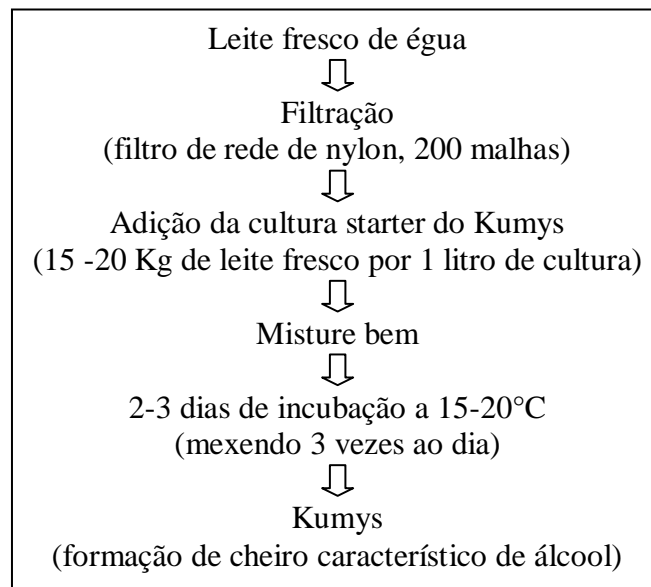 Leite fresco de égua
Filtração
(filtro de rede de nylon, 200 malhas)
Adição da cultura starter do Kumys
(15 -20 Kg de leite fresco por 1 litro de cultura)
Misture bem
2-3 dias de incubação a 15-20°C
(mexendo 3 vezes ao dia)
Kumys
(formação de cheiro característico de álcool)